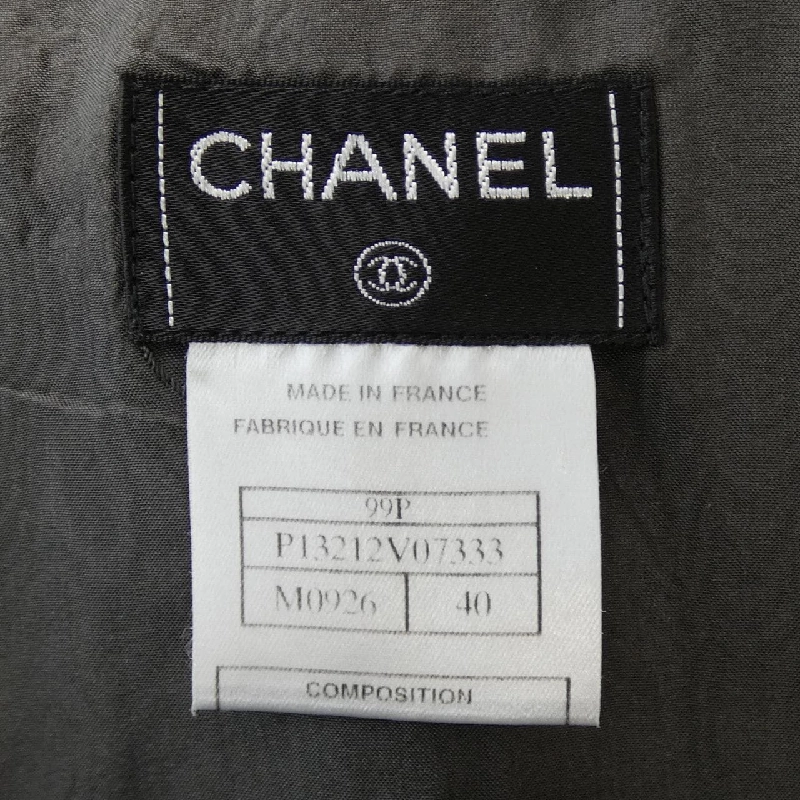 CHANEL
MADE IN FRANCE
FABRIQUE EN FRANCE
99P
P13212V07333
M0926 40
COMPOSITION